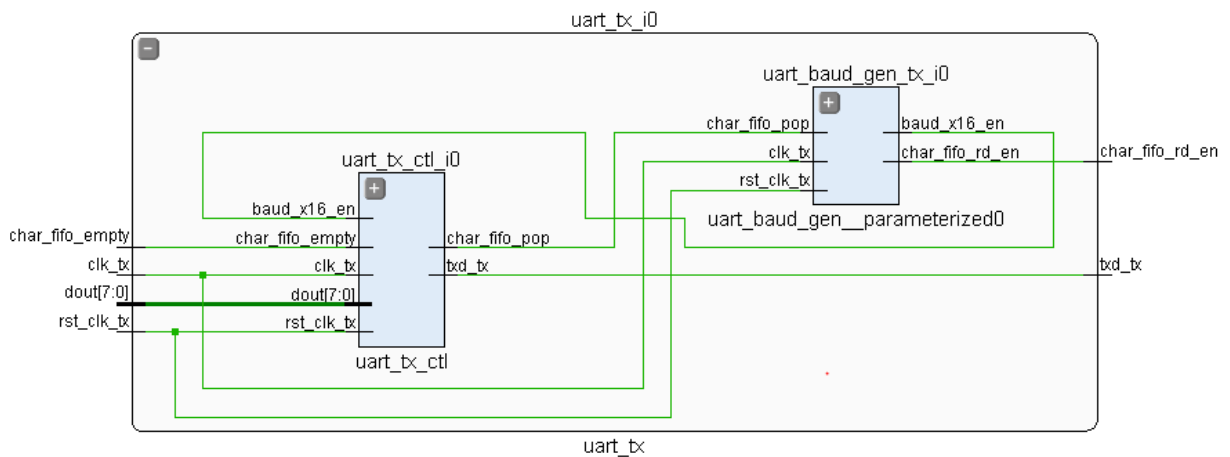 uart_tx_i0
uart_baud_gen_tx_i0
char_fifo_pop
baud_x16_en
clk_tx
char_fifo_rd_en
char_fifo_rd_en
rst_clk_tx
uart_baud_gen__parameterized0
uart_tx_ctl_i0
baud_x16_en
char_fifo_empty
char_fifo_empty
char_fifo_pop
clk_tx
clk_tx
txd_tx
txd_tx
dout[7:0]
dout[7:0]
rst_clk_tx
rst_clk_tx
uart_tx_ctl
uart_tx